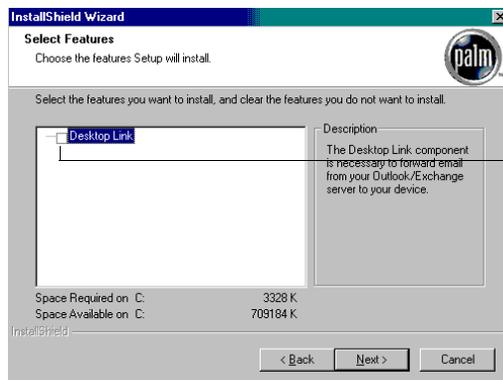 InstallShield Wizard
Select Features
Choose the features Setup will install.
palm
Select the features you want to install, and clear the features you do not want to install.
Desktop Link
Description
The Desktop Link component
is necessary to forward email
from your Outlook/Exchange
server to your device.
Space Required on C: 3328 K
Space Available on C: 709184 K
InstallShield
< Back
Next >
Cancel